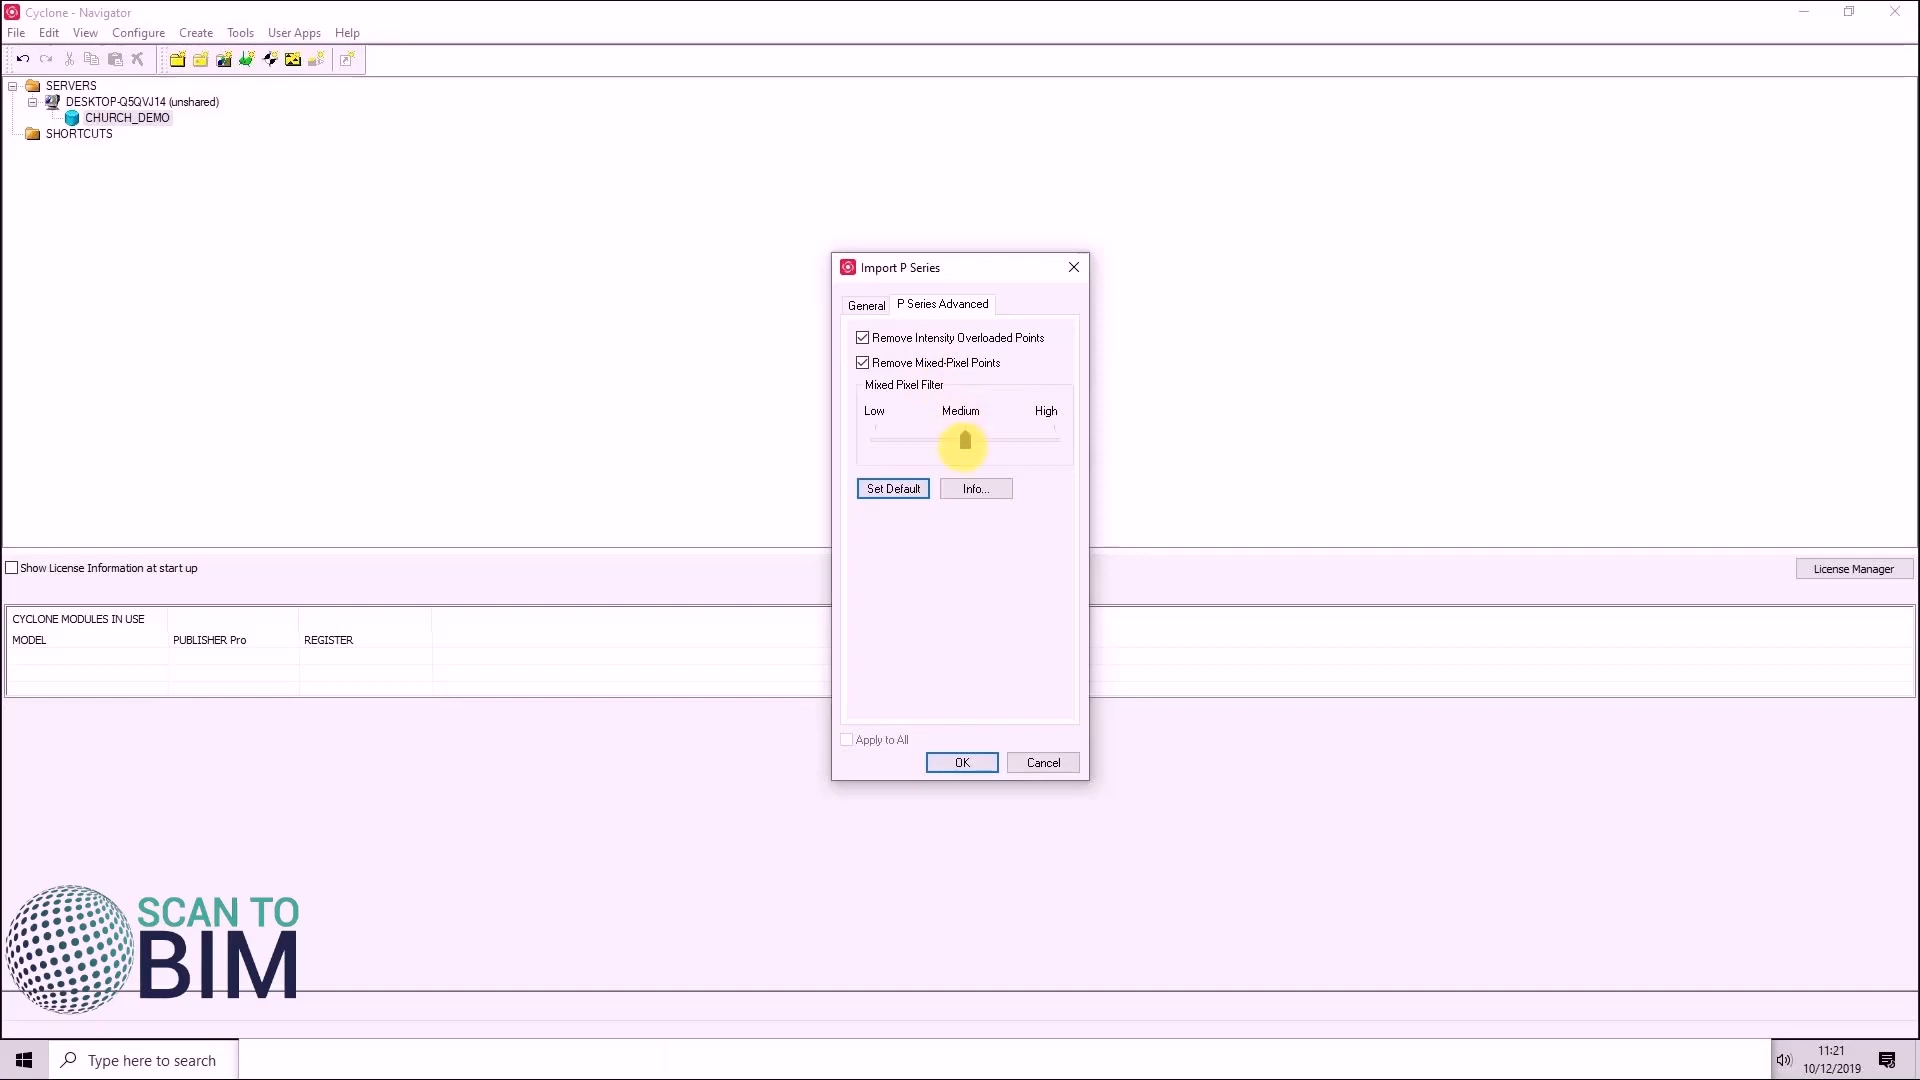 Cyclone - Navigator
File Edit View Configure Create Tools User Apps Help
SERVERS
DESKTOP-Q5QVJ14 (unshared)
CHURCH_DEMO
SHORTCUTS
Import P Series
General P Series Advanced
Remove Intensity Overloaded Points
Remove Mixed-Pixel Points
Mixed Pixel Filter
Low Medium High
Set Default Info...
Apply to All
OK Cancel
Show License Information at start up
License Manager
CYCLONE MODULES IN USE
MODEL PUBLISHER Pro REGISTER
SCAN TO
BIM
Type here to search
11:21
10/12/2019